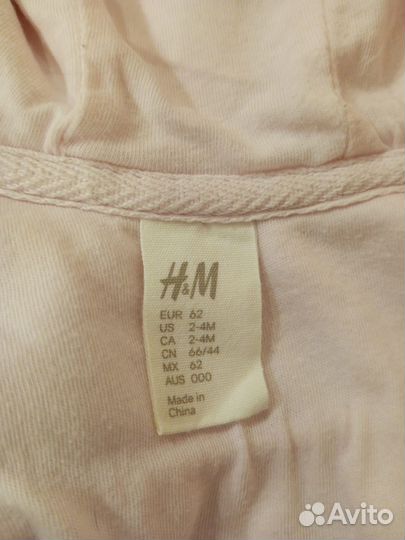 H&M
EUR 62
US 2-4M
CA 2-4M
CN 66/44
MX 62
AUS 000
Made in
China
Avito